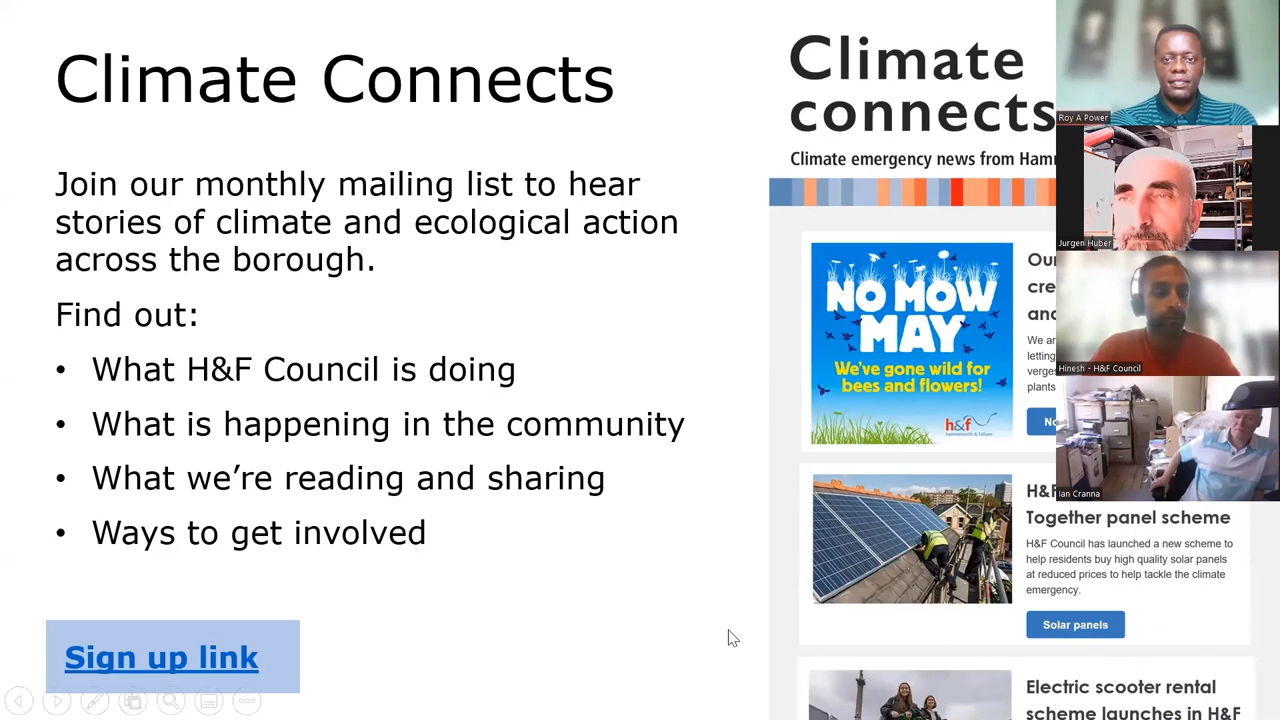 Climate Connects
Join our monthly mailing list to hear
stories of climate and ecological action
across the borough.
Find out:
• What H&F Council is doing
• What is happening in the community
• What we’re reading and sharing
• Ways to get involved
Sign up link
Climate
connects
Climate emergency news from Ham
NO MOW
MAY
We've gone wild for
bees and flowers!
h&f
hammersmith & fulham
Our
cre
and
We ar
letting
verges
plants
No
H&F
Together panel scheme
H&F Council has launched a new scheme to
help residents buy high quality solar panels
at reduced prices to help tackle the climate
emergency.
Solar panels
Electric scooter rental
scheme launches in H&F
Roy A Power
Jurgen Huber
Hinesh - H&F Council
Ian Cranna